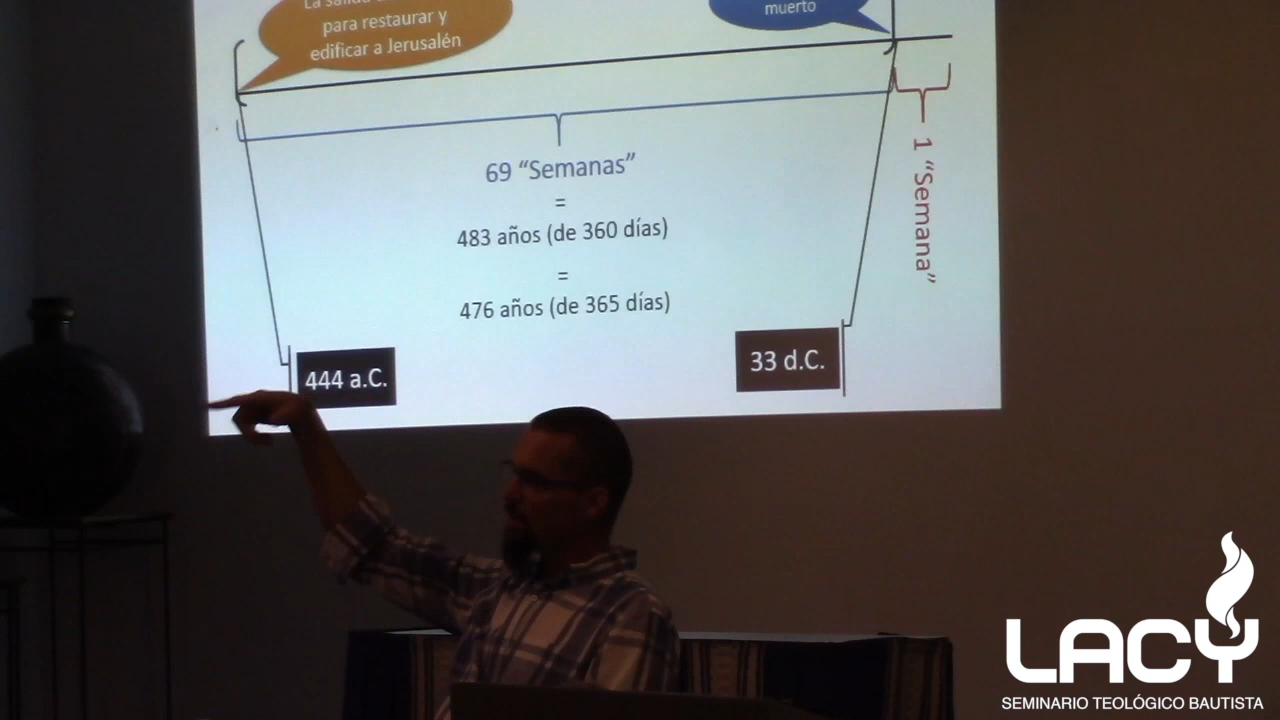 La
para restaurar y
edificar a Jerusalén
muerto
69 “Semanas”
=
483 años (de 360 días)
=
476 años (de 365 días)
1 “Semana”
444 a.C.
33 d.C.
LACY
SEMINARIO TEOLÓGICO BAUTISTA